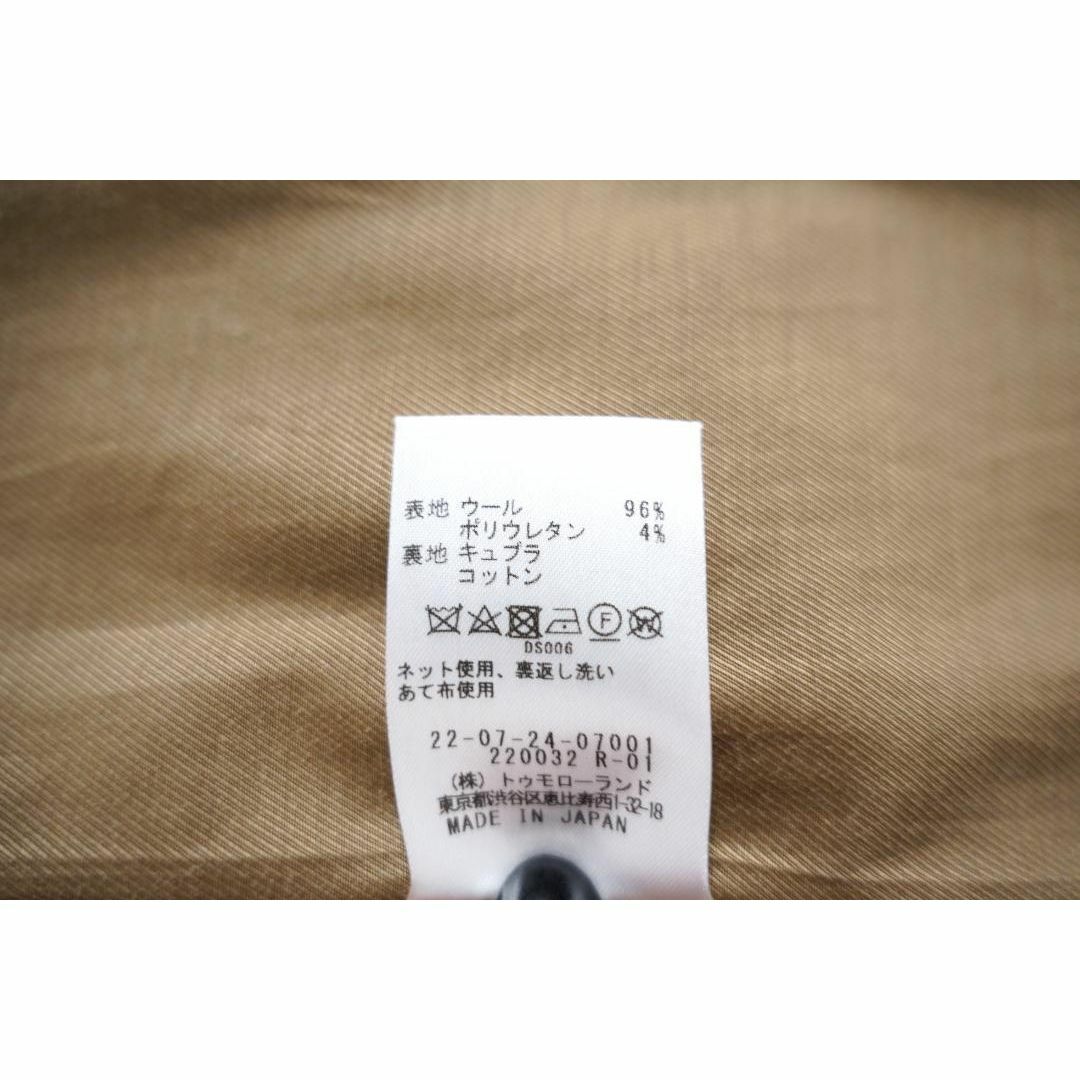 表地 ウール 96%
ポリウレタン 4%
裏地 キュプラ
コットン
F W
DS006
ネット使用、裏返し洗い
あて布使用
22-07-24-07001
220032 R-01
(株) トゥモローランド
東京都渋谷区恵比寿西1-32-18
MADE IN JAPAN